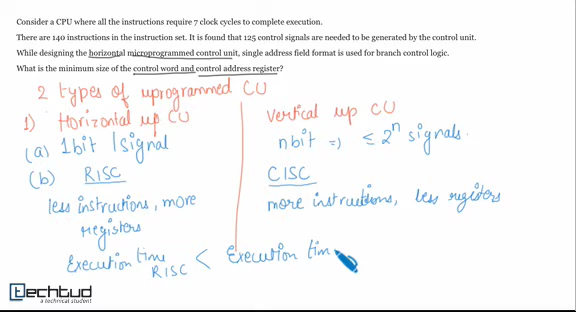 Consider a CPU where all the instructions require 7 clock cycles to complete execution.
There are 140 instructions in the instruction set. It is found that 125 control signals are needed to be generated by the control unit.
While designing the horizontal microprogrammed control unit, single address field format is used for branch control logic.
What is the minimum size of the control word and control address register?
2 types of μprogrammed CU
1) Horizontal μp CU
(a) 1bit /signal
(b) RISC
less instructions, more
registers
Execution time RISC < Execution tim
Vertical μp CU
n bit => ≤ 2^n signals.
CISC
more instructions, less registers
techtud
a technical student